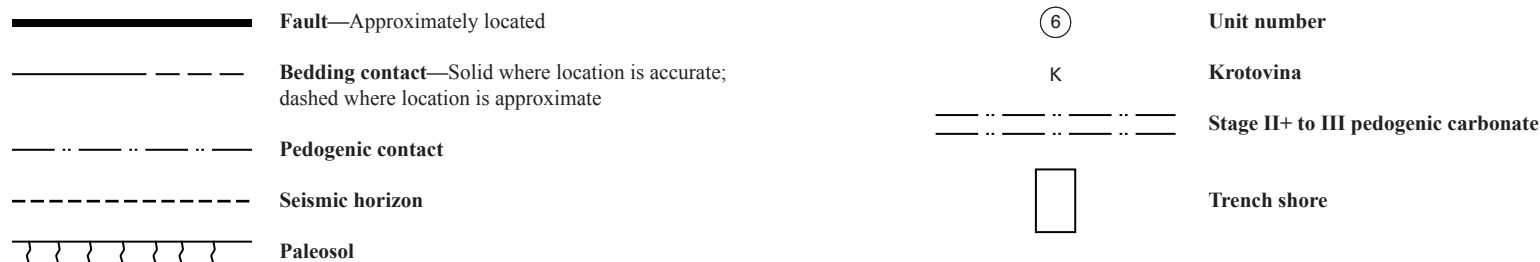 Fault—Approximately located
Bedding contact—Solid where location is accurate;
dashed where location is approximate
Pedogenic contact
Seismic horizon
Paleosol
6
Unit number
K
Krotovina
Stage II+ to III pedogenic carbonate
Trench shore